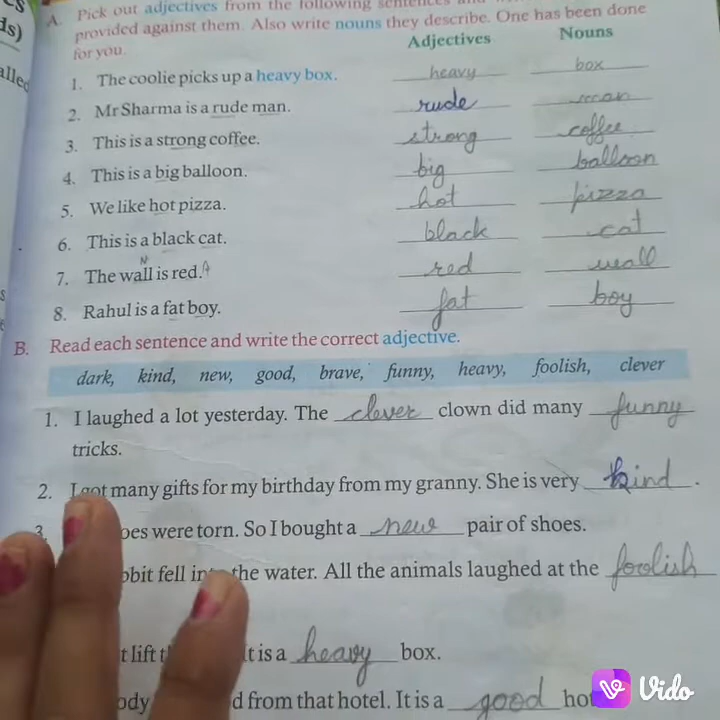 ds)
alled
A. Pick out adjectives from the following sentences and
provided against them. Also write nouns they describe. One has been done
for you.
Adjectives Nouns
1. The coolie picks up a heavy box. heavy box
2. Mr Sharma is a rude man. rude man
3. This is a strong coffee. strong coffee
4. This is a big balloon. big balloon
5. We like hot pizza. hot pizza
6. This is a black cat. black cat
7. The wall is red. red wall
8. Rahul is a fat boy. fat boy
B. Read each sentence and write the correct adjective.
dark, kind, new, good, brave, funny, heavy, foolish, clever
1. I laughed a lot yesterday. The clever clown did many funny
tricks.
2. I got many gifts for my birthday from my granny. She is very kind.
3. oes were torn. So I bought a new pair of shoes.
bbit fell in the water. All the animals laughed at the foolish
t lift t It is a heavy box.
ody d from that hotel. It is a good hot
Vido